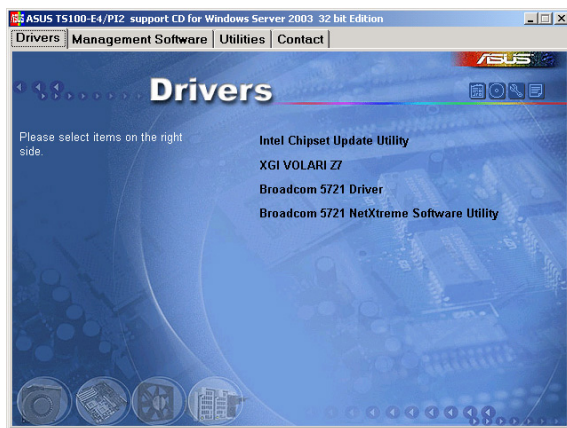 ASUS TS100-E4/PI2 support CD for Windows Server 2003 32 bit Edition
Drivers Management Software Utilities Contact
ASUS
Drivers
Please select items on the right
side.
Intel Chipset Update Utility
XGI VOLARI Z7
Broadcom 5721 Driver
Broadcom 5721 NetXtreme Software Utility